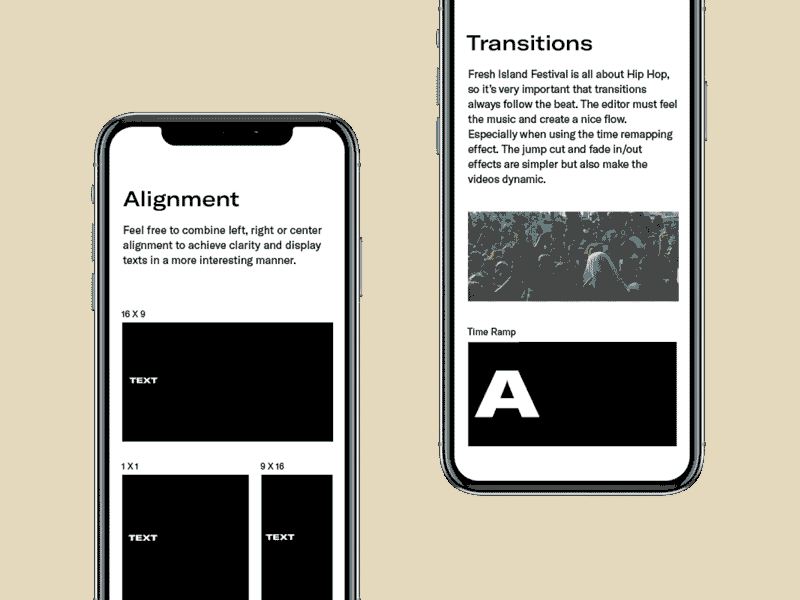 Alignment
Feel free to combine left, right or center
alignment to achieve clarity and display
texts in a more interesting manner.
16 X 9
TEXT
1 X 1
9 X 16
TEXT
TEXT
Transitions
Fresh Island Festival is all about Hip Hop,
so it's very important that transitions
always follow the beat. The editor must feel
the music and create a nice flow.
Especially when using the time remapping
effect. The jump cut and fade in/out
effects are simpler but also make the
videos dynamic.
Time Ramp
A